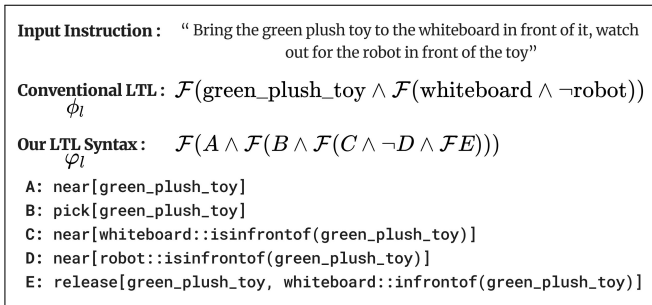 Input Instruction : “ Bring the green plush toy to the whiteboard in front of it, watch
out for the robot in front of the toy”
Conventional LTL : F(green_plush_toy ∧ F(whiteboard ∧ ¬robot))
ϕ_l
Our LTL Syntax : F(A ∧ F(B ∧ F(C ∧ ¬D ∧ FE)))
φ_l
A: near[green_plush_toy]
B: pick[green_plush_toy]
C: near[whiteboard::isinfrontof(green_plush_toy)]
D: near[robot::isinfrontof(green_plush_toy)]
E: release[green_plush_toy, whiteboard::infrontof(green_plush_toy)]